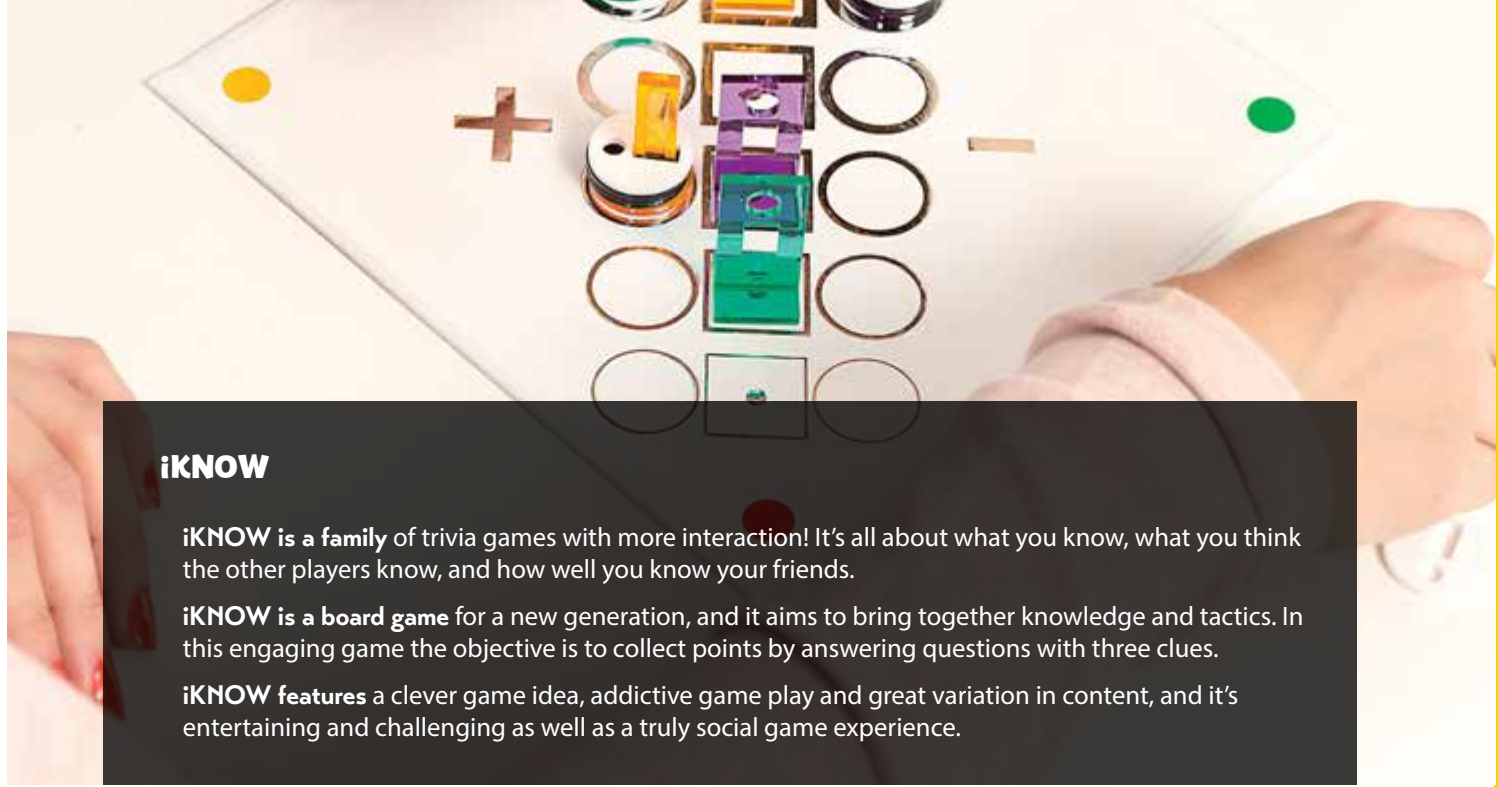 iKNOW
iKNOW is a family of trivia games with more interaction! It’s all about what you know, what you think
the other players know, and how well you know your friends.
iKNOW is a board game for a new generation, and it aims to bring together knowledge and tactics. In
this engaging game the objective is to collect points by answering questions with three clues.
iKNOW features a clever game idea, addictive game play and great variation in content, and it’s
entertaining and challenging as well as a truly social game experience.